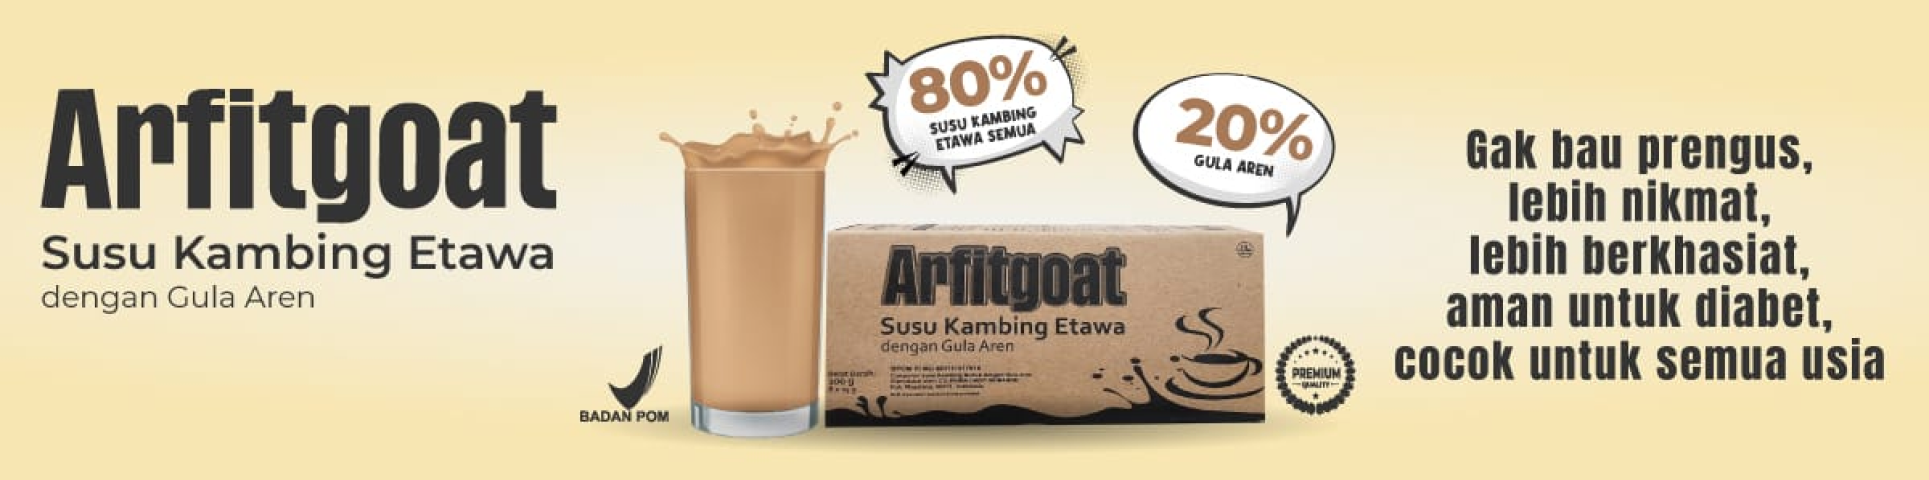 Arfitgoat
Susu Kambing Etawa
dengan Gula Aren
80%
SUSU KAMBING
ETAWA SEMUA
20%
GULA AREN
Arfitgoat
Susu Kambing Etawa
dengan Gula Aren
BADAN POM
PREMIUM
QUALITY
Gak bau prengus,
lebih nikmat,
lebih berkhasiat,
aman untuk diabet,
cocok untuk semua usia